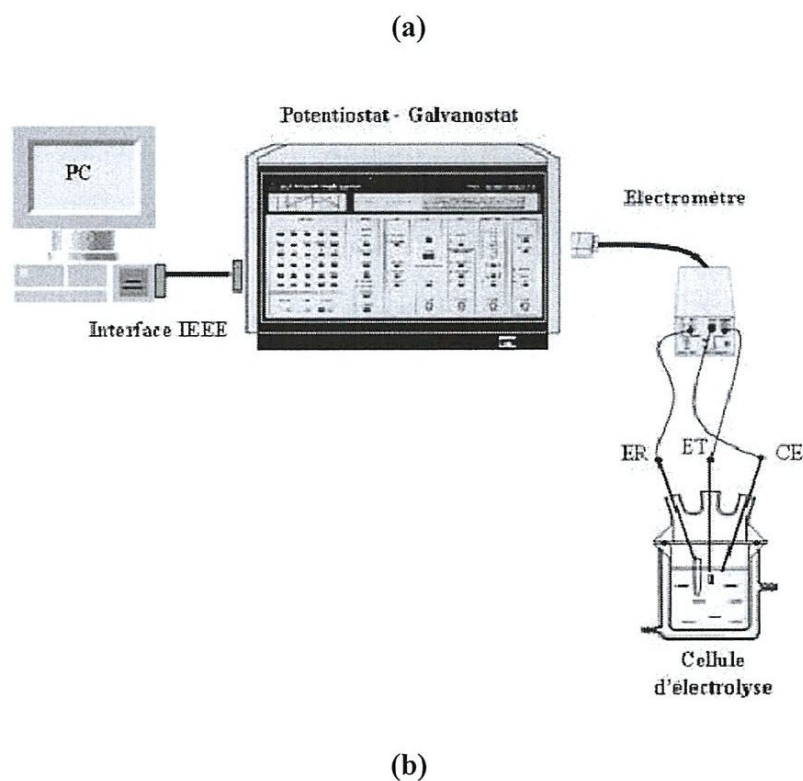 (a)
Potentiostat - Galvanostat
PC
Electromètre
Interface IEEE
ER
ET
CE
Cellule
d'électrolyse
(b)